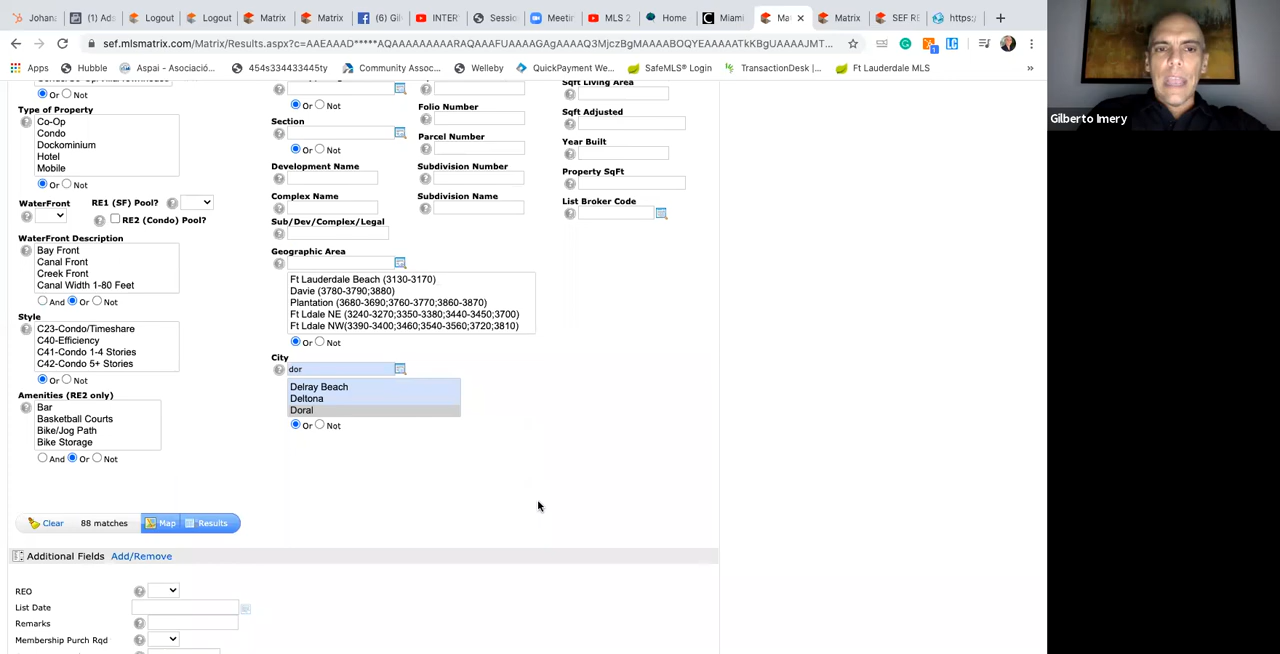 Johana
(1) Ad
Logout
Logout
Matrix
Matrix
(6) Gil
INTER
Sessio
Meetin
MLS 2
Home
Miami
Ma
Matrix
SEF RE
https:/
sef.mlsmatrix.com/Matrix/Results.aspx?c=AAEAAAD*****AQAAAAAAAAARAQAAAFUAAAAGAgAAAAQ3MjczBgMAAAABOQYEAAAAATkKBgUAAAAJMT...
Apps
Hubble
Aspai - Asociació...
454s334433445ty
Community Assoc...
Deleby
QuickPayment We...
SafeMLS® Login
TransactionDesk |...
Ft Lauderdale MLS
»
Or Not
Type of Property
Co-Op
Condo
Dockominium
Hotel
Mobile
Or Not
WaterFront
RE1 (SF) Pool?
RE2 (Condo) Pool?
WaterFront Description
Bay Front
Canal Front
Creek Front
Canal Width 1-80 Feet
And Or Not
Style
C23-Condo/Timeshare
C40-Efficiency
C41-Condo 1-4 Stories
C42-Condo 5+ Stories
Or Not
Amenities (RE2 only)
Bar
Basketball Courts
Bike/Jog Path
Bike Storage
And Or Not
Or Not
Section
Or Not
Development Name
Complex Name
Sub/Dev/Complex/Legal
Geographic Area
Ft Lauderdale Beach (3130-3170)
Davie (3780-3790;3880)
Plantation (3680-3690;3760-3770;3860-3870)
Ft Ldale NE (3240-3270;3350-3380;3440-3450;3700)
Ft Ldale NW(3390-3400;3460;3540-3560;3720;3810)
Or Not
City
dor
Delray Beach
Deltona
Doral
Or Not
Folio Number
Parcel Number
Subdivision Number
Subdivision Name
Sqft Living Area
Sqft Adjusted
Year Built
Property SqFt
List Broker Code
Clear 88 matches Map Results
Additional Fields Add/Remove
REO
List Date
Remarks
Membership Purch Rqd
Gilberto Imery